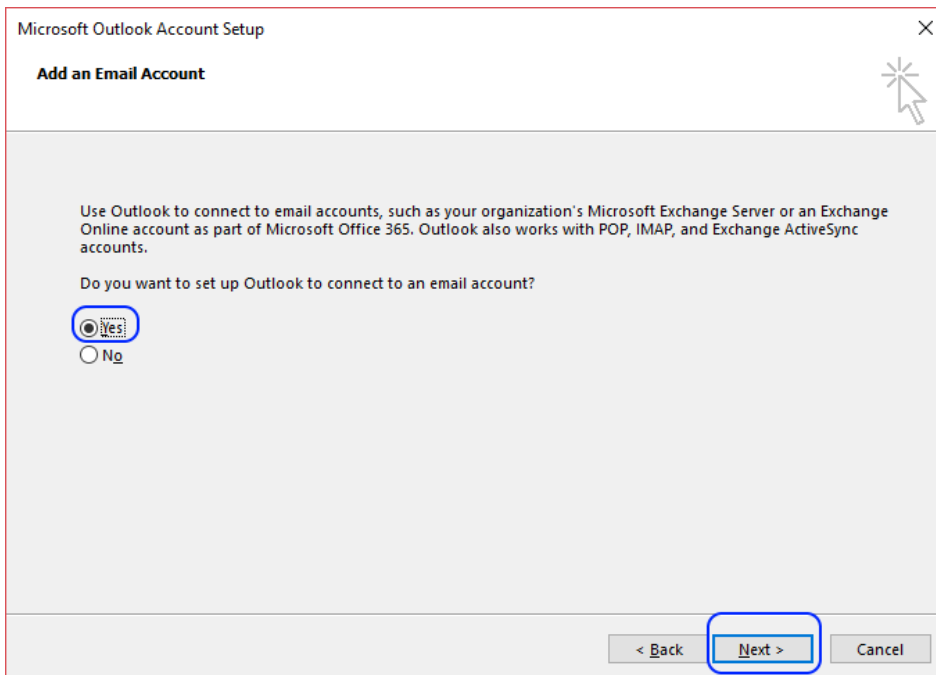 Microsoft Outlook Account Setup
Add an Email Account
Use Outlook to connect to email accounts, such as your organization's Microsoft Exchange Server or an Exchange
Online account as part of Microsoft Office 365. Outlook also works with POP, IMAP, and Exchange ActiveSync
accounts.
Do you want to set up Outlook to connect to an email account?
Yes
No
< Back Next > Cancel